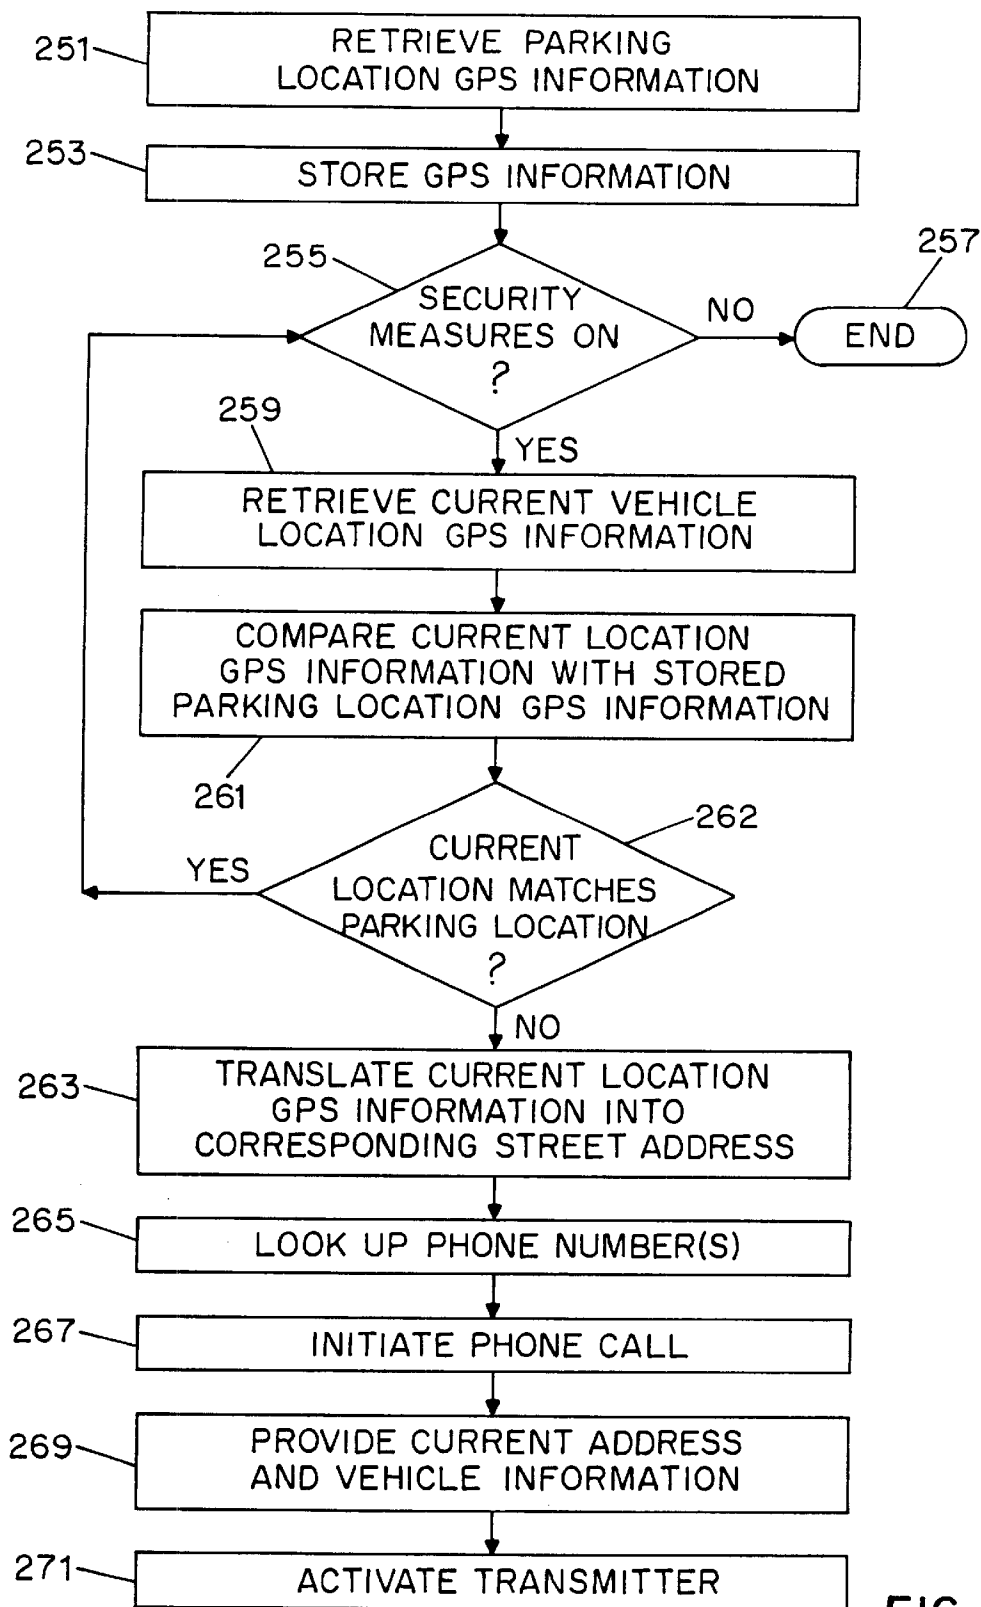 251
RETRIEVE PARKING
LOCATION GPS INFORMATION
253
STORE GPS INFORMATION
255
SECURITY
MEASURES ON
?
NO
257
END
YES
259
RETRIEVE CURRENT VEHICLE
LOCATION GPS INFORMATION
COMPARE CURRENT LOCATION
GPS INFORMATION WITH STORED
PARKING LOCATION GPS INFORMATION
261
262
CURRENT
LOCATION MATCHES
PARKING LOCATION
?
YES
NO
263
TRANSLATE CURRENT LOCATION
GPS INFORMATION INTO
CORRESPONDING STREET ADDRESS
265
LOOK UP PHONE NUMBER(S)
267
INITIATE PHONE CALL
269
PROVIDE CURRENT ADDRESS
AND VEHICLE INFORMATION
271
ACTIVATE TRANSMITTER
FIG